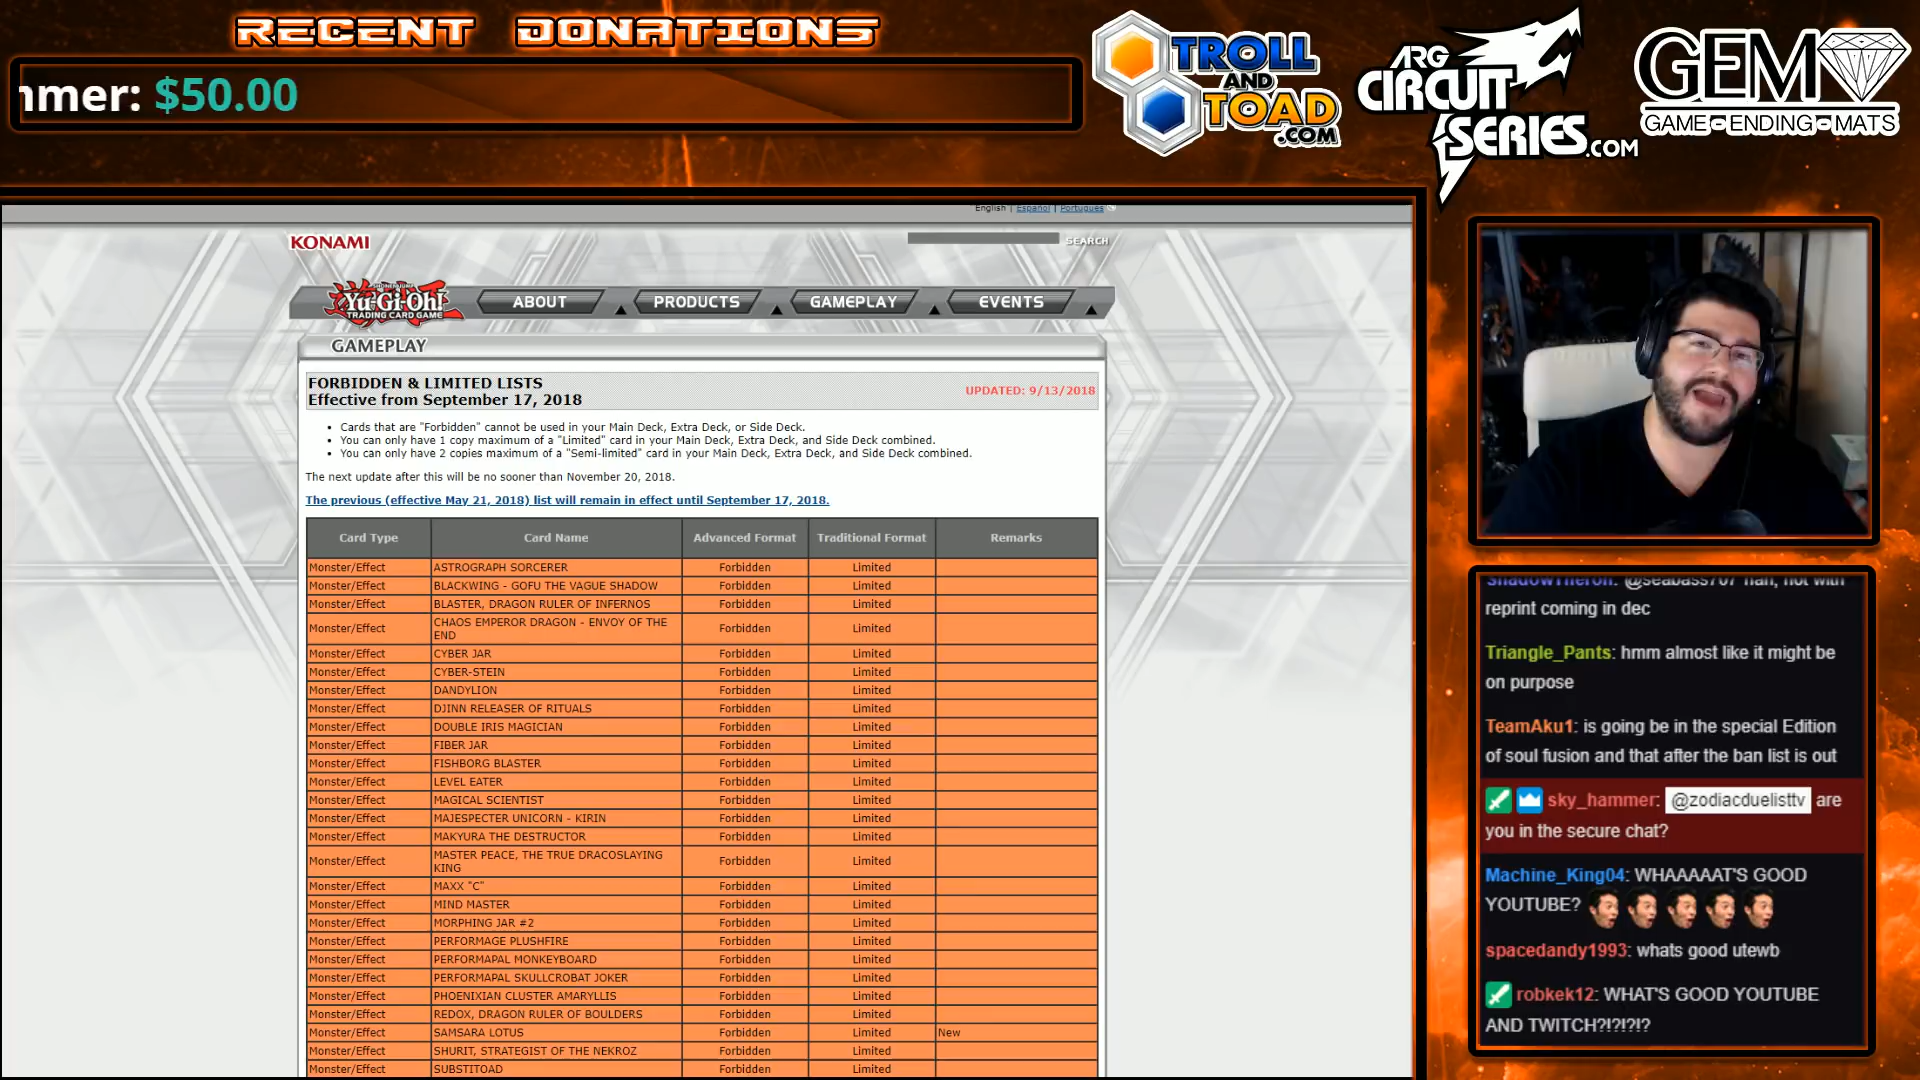 RECENT DONATIONS
nmer: $50.00
TROLL
AND
TOAD
.COM
ARG
CIRCUIT
SERIES.COM
GEM
GAME-ENDING-MATS
English | Español | Portugues
KONAMI
SEARCH
Yu-Gi-Oh!
TRADING CARD GAME
ABOUT PRODUCTS GAMEPLAY EVENTS
GAMEPLAY
FORBIDDEN & LIMITED LISTS
Effective from September 17, 2018
UPDATED: 9/13/2018
Cards that are "Forbidden" cannot be used in your Main Deck, Extra Deck, or Side Deck.
You can only have 1 copy maximum of a "Limited" card in your Main Deck, Extra Deck, and Side Deck combined.
You can only have 2 copies maximum of a "Semi-limited" card in your Main Deck, Extra Deck, and Side Deck combined.
The next update after this will be no sooner than November 20, 2018.
The previous (effective May 21, 2018) list will remain in effect until September 17, 2018.
Card Type Card Name Advanced Format Traditional Format Remarks
Monster/Effect ASTROGRAPH SORCERER Forbidden Limited
Monster/Effect BLACKWING - GOFU THE VAGUE SHADOW Forbidden Limited
Monster/Effect BLASTER, DRAGON RULER OF INFERNOS Forbidden Limited
Monster/Effect CHAOS EMPEROR DRAGON - ENVOY OF THE
END Forbidden Limited
Monster/Effect CYBER JAR Forbidden Limited
Monster/Effect CYBER-STEIN Forbidden Limited
Monster/Effect DANDYLION Forbidden Limited
Monster/Effect DJINN RELEASER OF RITUALS Forbidden Limited
Monster/Effect DOUBLE IRIS MAGICIAN Forbidden Limited
Monster/Effect FIBER JAR Forbidden Limited
Monster/Effect FISHBORG BLASTER Forbidden Limited
Monster/Effect LEVEL EATER Forbidden Limited
Monster/Effect MAGICAL SCIENTIST Forbidden Limited
Monster/Effect MAJESPECTER UNICORN - KIRIN Forbidden Limited
Monster/Effect MAKYURA THE DESTRUCTOR Forbidden Limited
Monster/Effect MASTER PEACE, THE TRUE DRACOSLAYING
KING Forbidden Limited
Monster/Effect MAXX "C" Forbidden Limited
Monster/Effect MIND MASTER Forbidden Limited
Monster/Effect MORPHING JAR #2 Forbidden Limited
Monster/Effect PERFORMAGE PLUSHFIRE Forbidden Limited
Monster/Effect PERFORMAPAL MONKEYBOARD Forbidden Limited
Monster/Effect PERFORMAPAL SKULLCROBAT JOKER Forbidden Limited
Monster/Effect PHOENIXIAN CLUSTER AMARYLLIS Forbidden Limited
Monster/Effect REDOX, DRAGON RULER OF BOULDERS Forbidden Limited
Monster/Effect SAMSARA LOTUS Forbidden Limited New
Monster/Effect SHURIT, STRATEGIST OF THE NEKROZ Forbidden Limited
Monster/Effect SUBSTITOAD Forbidden Limited
ShadowTheron: @seabass707 nah, not with
reprint coming in dec
Triangle_Pants: hmm almost like it might be
on purpose
TeamAku1: is going be in the special Edition
of soul fusion and that after the ban list is out
sky_hammer: @zodiacduelisttv are
you in the secure chat?
Machine_King04: WHAAAAAT'S GOOD
YOUTUBE?
spacedandy1993: whats good utewb
robkek12: WHAT'S GOOD YOUTUBE
AND TWITCH?!?!?!?